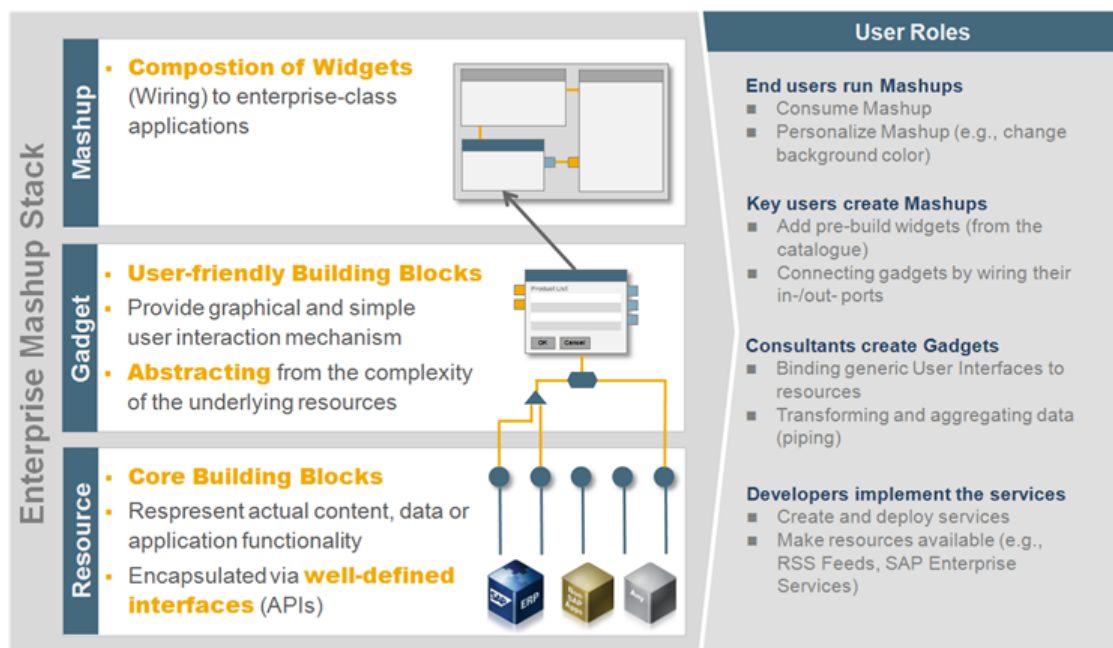 Enterprise Mashup Stack
Mashup
Compostion of Widgets
(Wiring) to enterprise-class
applications
Gadget
User-friendly Building Blocks
Provide graphical and simple
user interaction mechanism
Abstracting from the complexity
of the underlying resources
Product List
OK
Cancel
Resource
Core Building Blocks
Respresent actual content, data or
application functionality
Encapsulated via well-defined
interfaces (APIs)
SAP
ERP
Non
SAP
Apps
Any
User Roles
End users run Mashups
Consume Mashup
Personalize Mashup (e.g., change
background color)
Key users create Mashups
Add pre-build widgets (from the
catalogue)
Connecting gadgets by wiring their
in-/out- ports
Consultants create Gadgets
Binding generic User Interfaces to
resources
Transforming and aggregating data
(piping)
Developers implement the services
Create and deploy services
Make resources available (e.g.,
RSS Feeds, SAP Enterprise
Services)